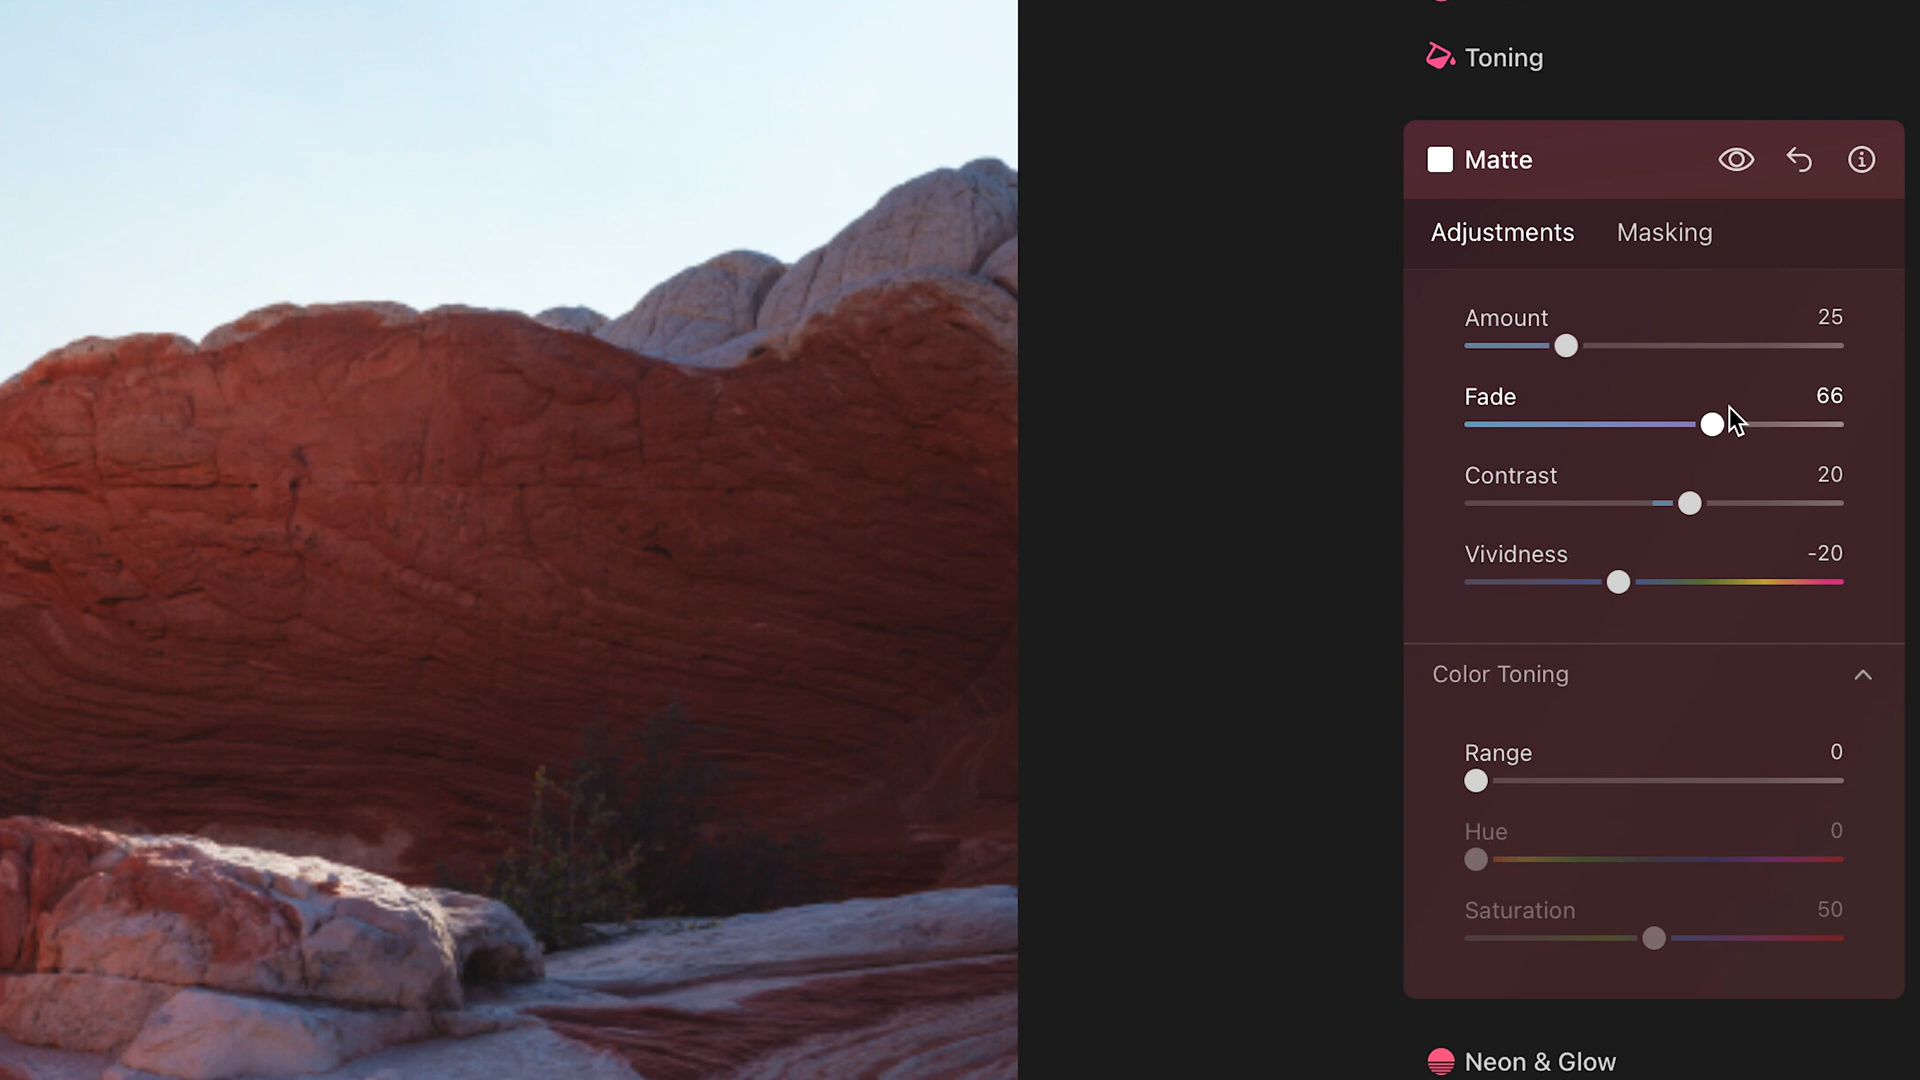 Toning
Matte
Adjustments Masking
Amount 25
Fade 66
Contrast 20
Vividness -20
Color Toning
Range 0
Hue 0
Saturation 50
Neon & Glow